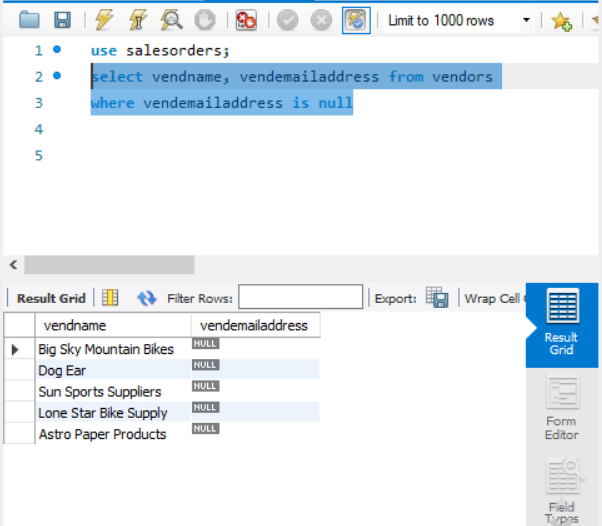 Limit to 1000 rows
1 use salesorders;
2 select vendname, vendemailaddress from vendors
3 where vendemailaddress is null
4
5
Result Grid Filter Rows: Export: Wrap Cell
vendname vendemailaddress
Big Sky Mountain Bikes NULL
Dog Ear NULL
Sun Sports Suppliers NULL
Lone Star Bike Supply NULL
Astro Paper Products NULL
Result
Grid
Form
Editor
Field
Types